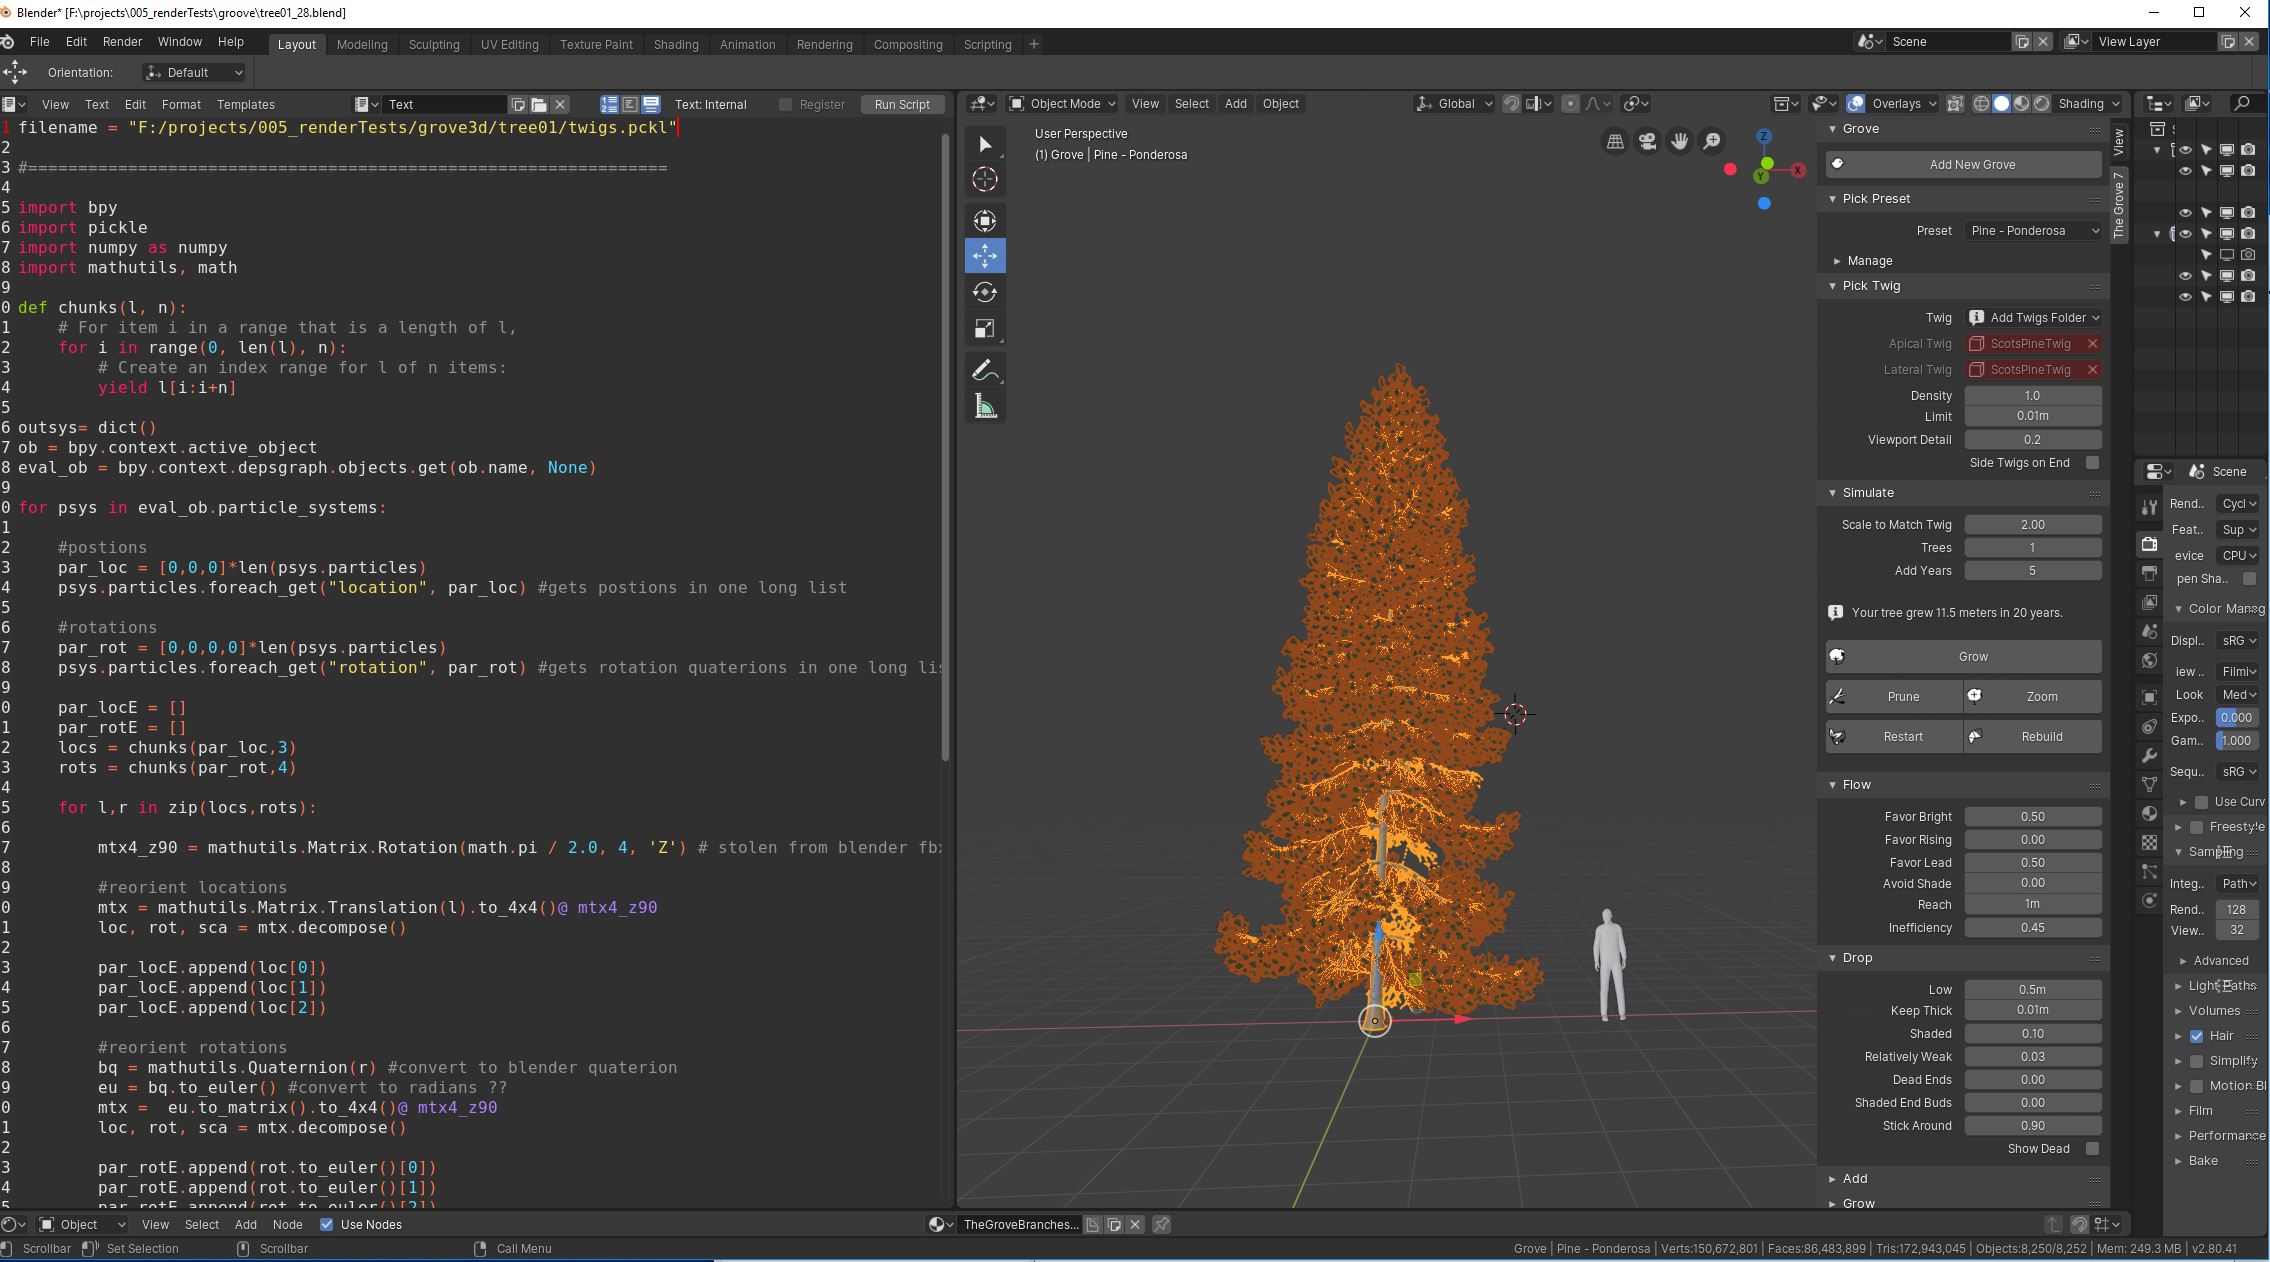 Blender* [F:\projects\005_renderTests\groove\tree01_28.blend]
File Edit Render Window Help Layout Modeling Sculpting UV Editing Texture Paint Shading Animation Rendering Compositing Scripting + Scene View Layer
Orientation: Default
View Text Edit Format Templates Text Text: Internal Register Run Script
1 filename = "F:/projects/005_renderTests/grove3d/tree01/twigs.pckl"
2
3 #================================================================
4
5 import bpy
6 import pickle
7 import numpy as numpy
8 import mathutils, math
9
0 def chunks(l, n):
1     # For item i in a range that is a length of l,
2     for i in range(0, len(l), n):
3         # Create an index range for l of n items:
4         yield l[i:i+n]
5
6 outsys= dict()
7 ob = bpy.context.active_object
8 eval_ob = bpy.context.depsgraph.objects.get(ob.name, None)
9
0 for psys in eval_ob.particle_systems:
1
2     #postions
3     par_loc = [0,0,0]*len(psys.particles)
4     psys.particles.foreach_get("location", par_loc) #gets postions in one long list
5
6     #rotations
7     par_rot = [0,0,0,0]*len(psys.particles)
8     psys.particles.foreach_get("rotation", par_rot) #gets rotation quaterions in one long li
9
0     par_locE = []
1     par_rotE = []
2     locs = chunks(par_loc,3)
3     rots = chunks(par_rot,4)
4
5     for l,r in zip(locs,rots):
6
7         mtx4_z90 = mathutils.Matrix.Rotation(math.pi / 2.0, 4, 'Z') # stolen from blender fb
8
9         #reorient locations
0         mtx = mathutils.Matrix.Translation(l).to_4x4()@ mtx4_z90
1         loc, rot, sca = mtx.decompose()
2
3         par_locE.append(loc[0])
4         par_locE.append(loc[1])
5         par_locE.append(loc[2])
6
7         #reorient rotations
8         bq = mathutils.Quaternion(r) #convert to blender quaterion
9         eu = bq.to_euler() #convert to radians ??
0         mtx =  eu.to_matrix().to_4x4()@ mtx4_z90
1         loc, rot, sca = mtx.decompose()
2
3         par_rotE.append(rot.to_euler()[0])
4         par_rotE.append(rot.to_euler()[1])
5         par_rotE.append(rot.to_euler()[2])
Object Mode View Select Add Object Global Overlays Shading
User Perspective
(1) Grove | Pine - Ponderosa
Z
Y
X
Grove
Add New Grove
Pick Preset
Preset Pine - Ponderosa
Manage
Pick Twig
Twig Add Twigs Folder
Apical Twig ScotsPineTwig
Lateral Twig ScotsPineTwig
Density 1.0
Limit 0.01m
Viewport Detail 0.2
Side Twigs on End
Simulate
Scale to Match Twig 2.00
Trees 1
Add Years 5
Your tree grew 11.5 meters in 20 years.
Grow
Prune Zoom
Restart Rebuild
Flow
Favor Bright 0.50
Favor Rising 0.00
Favor Lead 0.50
Avoid Shade 0.00
Reach 1m
Inefficiency 0.45
Drop
Low 0.5m
Keep Thick 0.01m
Shaded 0.10
Relatively Weak 0.03
Dead Ends 0.00
Shaded End Buds 0.00
Stick Around 0.90
Show Dead
Add
Grow
View
The Grove 7
Scene
Rend.. Cycl
Feat.. Sup
evice CPU
pen Sha..
Color Manag
Displ.. sRG
iew .. Filmi
Look Med
Expo.. 0.000
Gam.. 1.000
Sequ.. sRG
Use Curv
Freestyle
Sampling
Integ.. Path
Rend.. 128
View.. 32
Advanced
Light Paths
Volumes
Hair
Simplify
Motion Bl
Film
Performance
Bake
Object View Select Add Node Use Nodes TheGroveBranches...
Scrollbar Set Selection Scrollbar Call Menu Grove | Pine - Ponderosa | Verts:150,672,801 | Faces:86,483,899 | Tris:172,943,045 | Objects:8,250/8,252 | Mem: 249.3 MB | v2.80.41